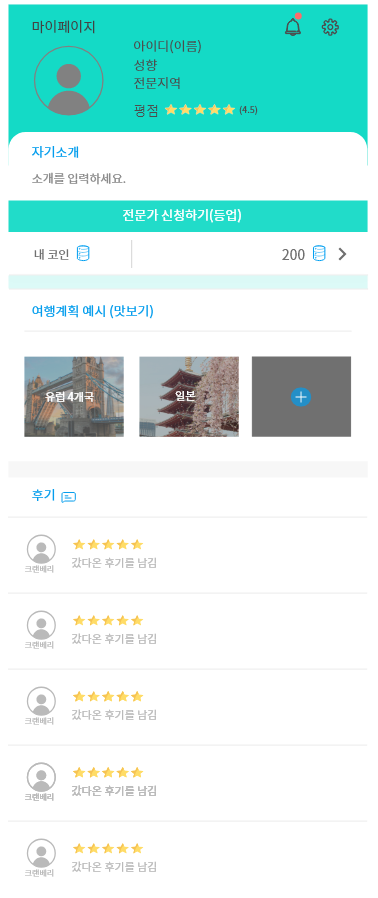 마이페이지
아이디(이름)
성향
전문지역
평점 (4.5)
자기소개
소개를 입력하세요.
전문가 신청하기(등업)
내 코인 200
여행계획 예시 (맛보기)
유럽 4개국 일본
후기
갔다온 후기를 남김
크랜베리
갔다온 후기를 남김
크랜베리
갔다온 후기를 남김
크랜베리
갔다온 후기를 남김
크랜베리
갔다온 후기를 남김
크랜베리